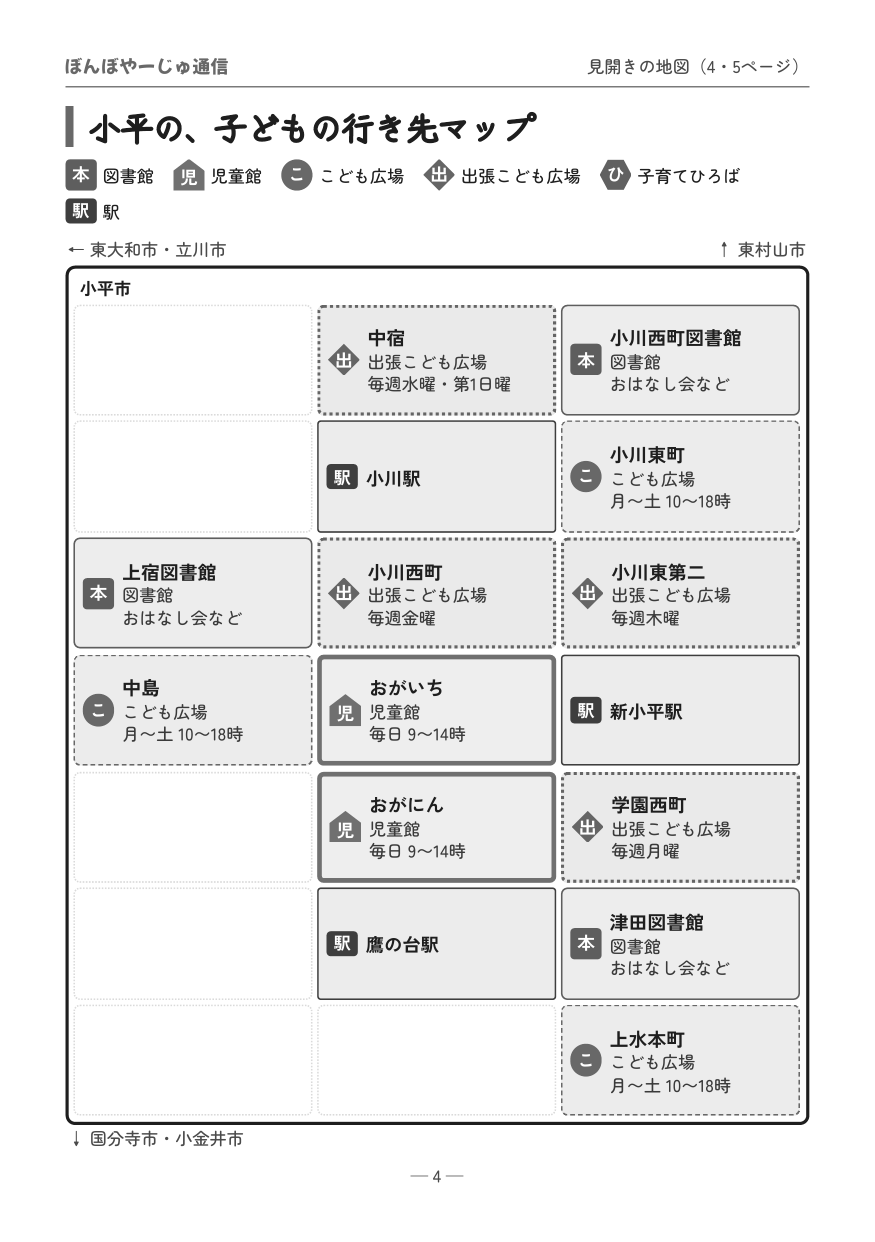 ぼんぼやーじゅ通信
見開きの地図（4・5ページ）
小平の、子どもの行き先マップ
本 図書館 児 児童館 こ こども広場 出 出張こども広場 ひ 子育てひろば
駅 駅
← 東大和市・立川市
↑ 東村山市
小平市
出
中宿
出張こども広場
毎週水曜・第1日曜
本
小川西町図書館
図書館
おはなし会など
駅 小川駅
こ
小川東町
こども広場
月〜土 10〜18時
本
上宿図書館
図書館
おはなし会など
出
小川西町
出張こども広場
毎週金曜
出
小川東第二
出張こども広場
毎週木曜
こ
中島
こども広場
月〜土 10〜18時
児
おがいち
児童館
毎日 9〜14時
駅 新小平駅
児
おがにん
児童館
毎日 9〜14時
出
学園西町
出張こども広場
毎週月曜
駅 鷹の台駅
本
津田図書館
図書館
おはなし会など
こ
上水本町
こども広場
月〜土 10〜18時
↓ 国分寺市・小金井市
— 4 —